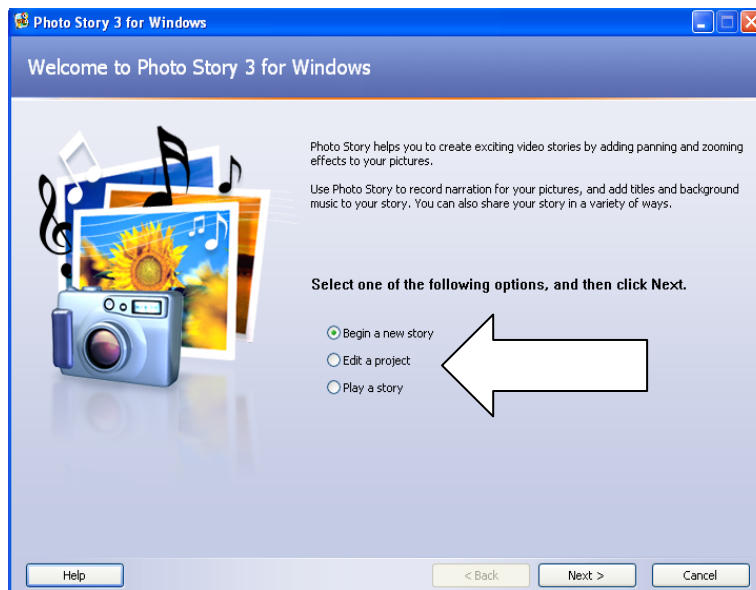 Photo Story 3 for Windows
Welcome to Photo Story 3 for Windows
Photo Story helps you to create exciting video stories by adding panning and zooming
effects to your pictures.
Use Photo Story to record narration for your pictures, and add titles and background
music to your story. You can also share your story in a variety of ways.
Select one of the following options, and then click Next.
Begin a new story
Edit a project
Play a story
Help
< Back
Next >
Cancel